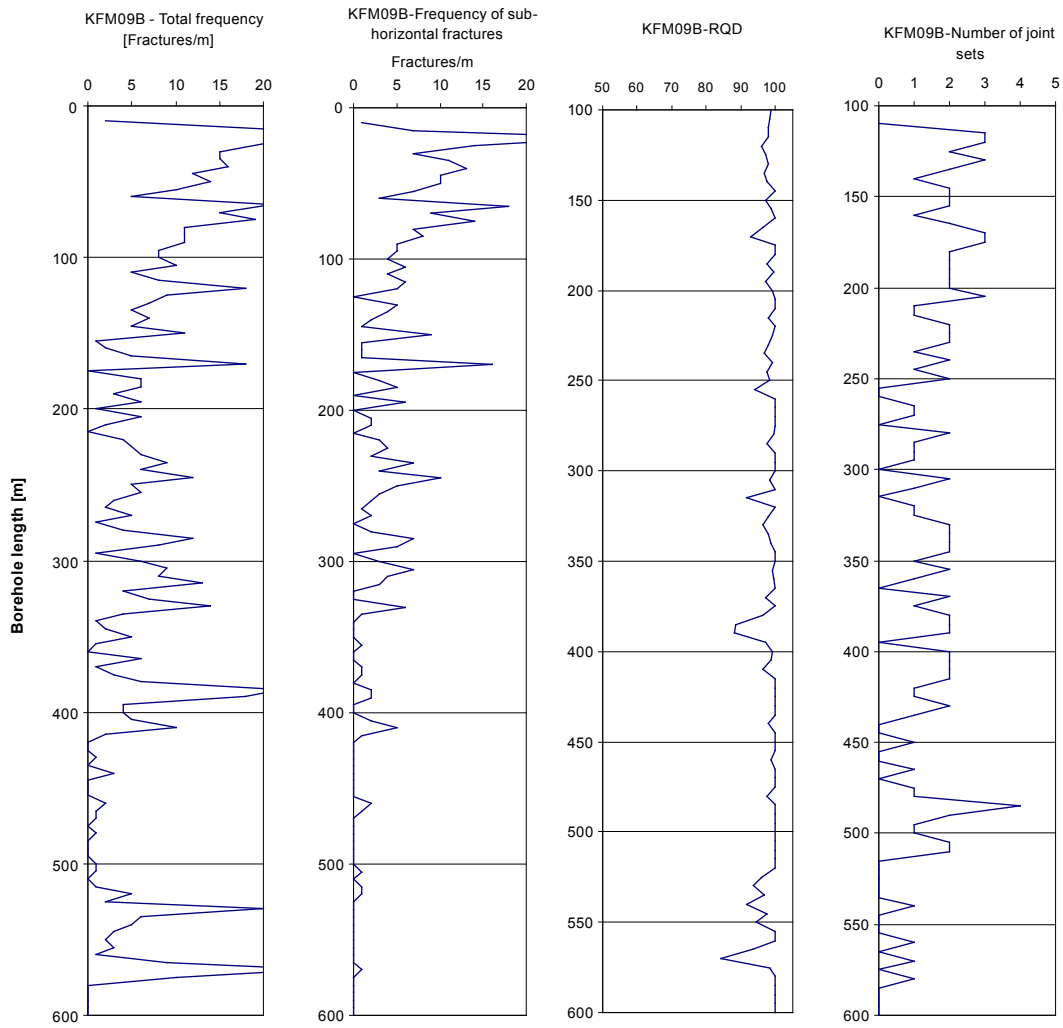 KFM09B - Total frequency
[Fractures/m]
0 5 10 15 20
0
100
200
300
400
500
600
Borehole length [m]
KFM09B-Frequency of sub-
horizontal fractures
Fractures/m
0 5 10 15 20
0
100
200
300
400
500
600
KFM09B-RQD
50 60 70 80 90 100
100
150
200
250
300
350
400
450
500
550
600
KFM09B-Number of joint
sets
0 1 2 3 4 5
100
150
200
250
300
350
400
450
500
550
600